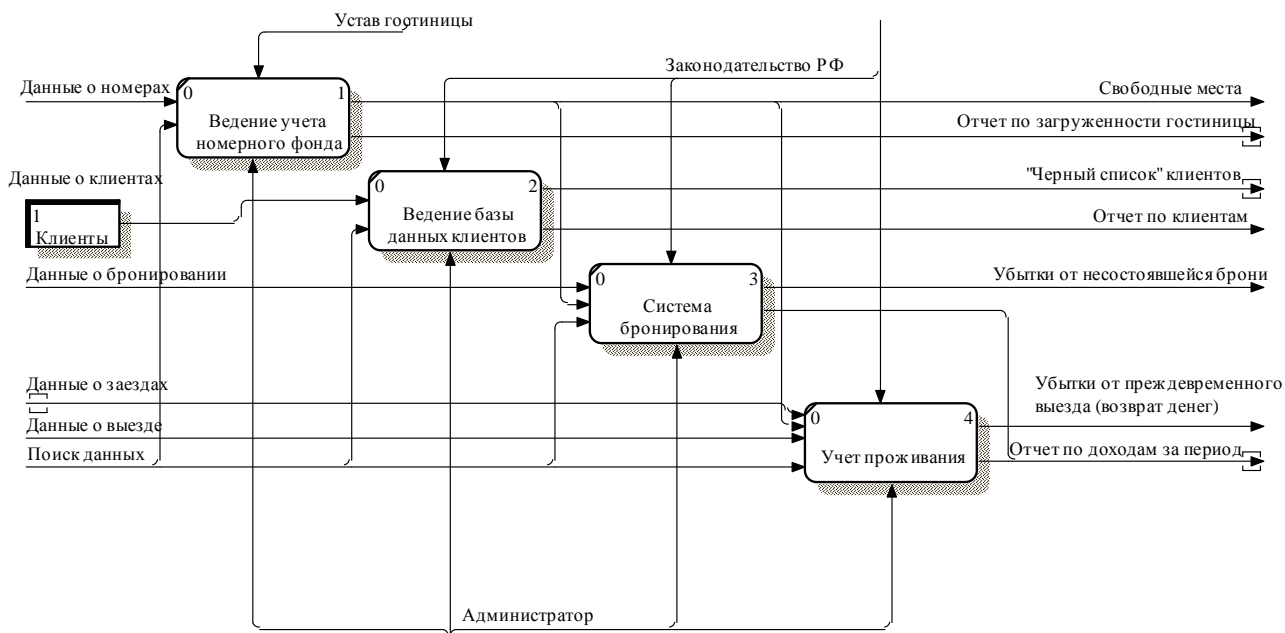 Устав гостиницы
Законодательство РФ
Данные о номерах
0 1
Ведение учета
номерного фонда
Свободные места
Отчет по загруженности гостиницы
Данные о клиентах
1
Клиенты
0 2
Ведение базы
данных клиентов
"Черный список" клиентов
Отчет по клиентам
Данные о бронировании
0 3
Система
бронирования
Убытки от несостоявшейся брони
Данные о заездах
Данные о выезде
Поиск данных
0 4
Учет проживания
Убытки от преждевременного
выезда (возврат денег)
Отчет по доходам за период
Администратор